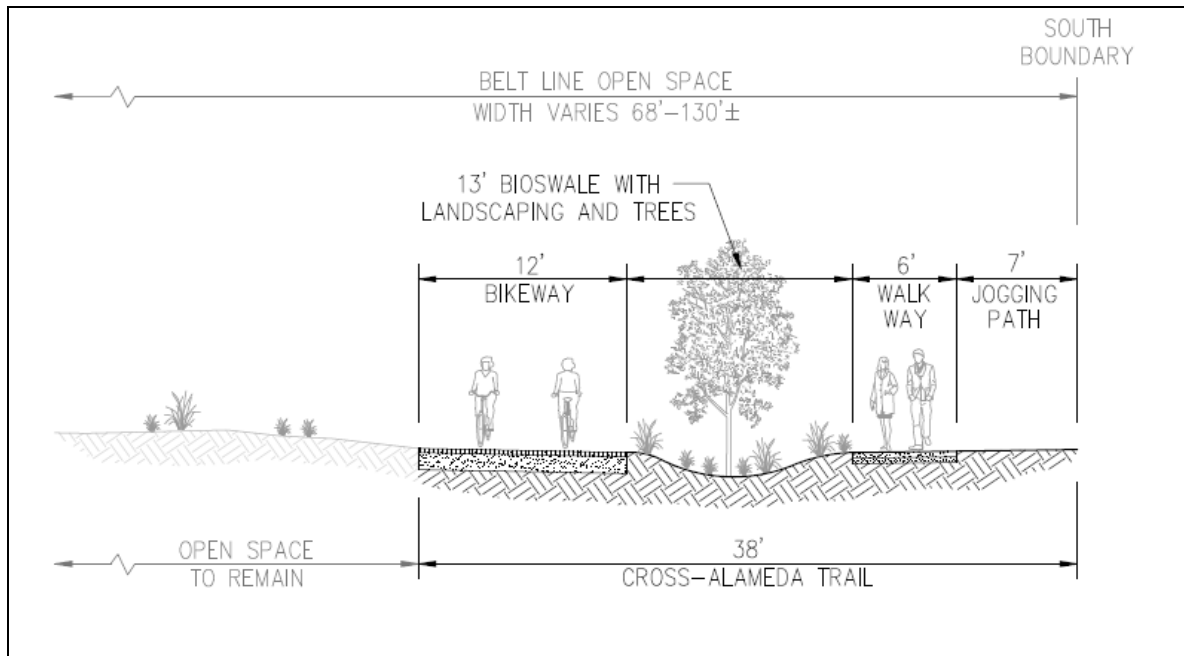 SOUTH
BOUNDARY
BELT LINE OPEN SPACE
WIDTH VARIES 68'-130'±
13' BIOSWALE WITH
LANDSCAPING AND TREES
12'
BIKEWAY
6'
WALK
WAY
7'
JOGGING
PATH
OPEN SPACE
TO REMAIN
38'
CROSS-ALAMEDA TRAIL